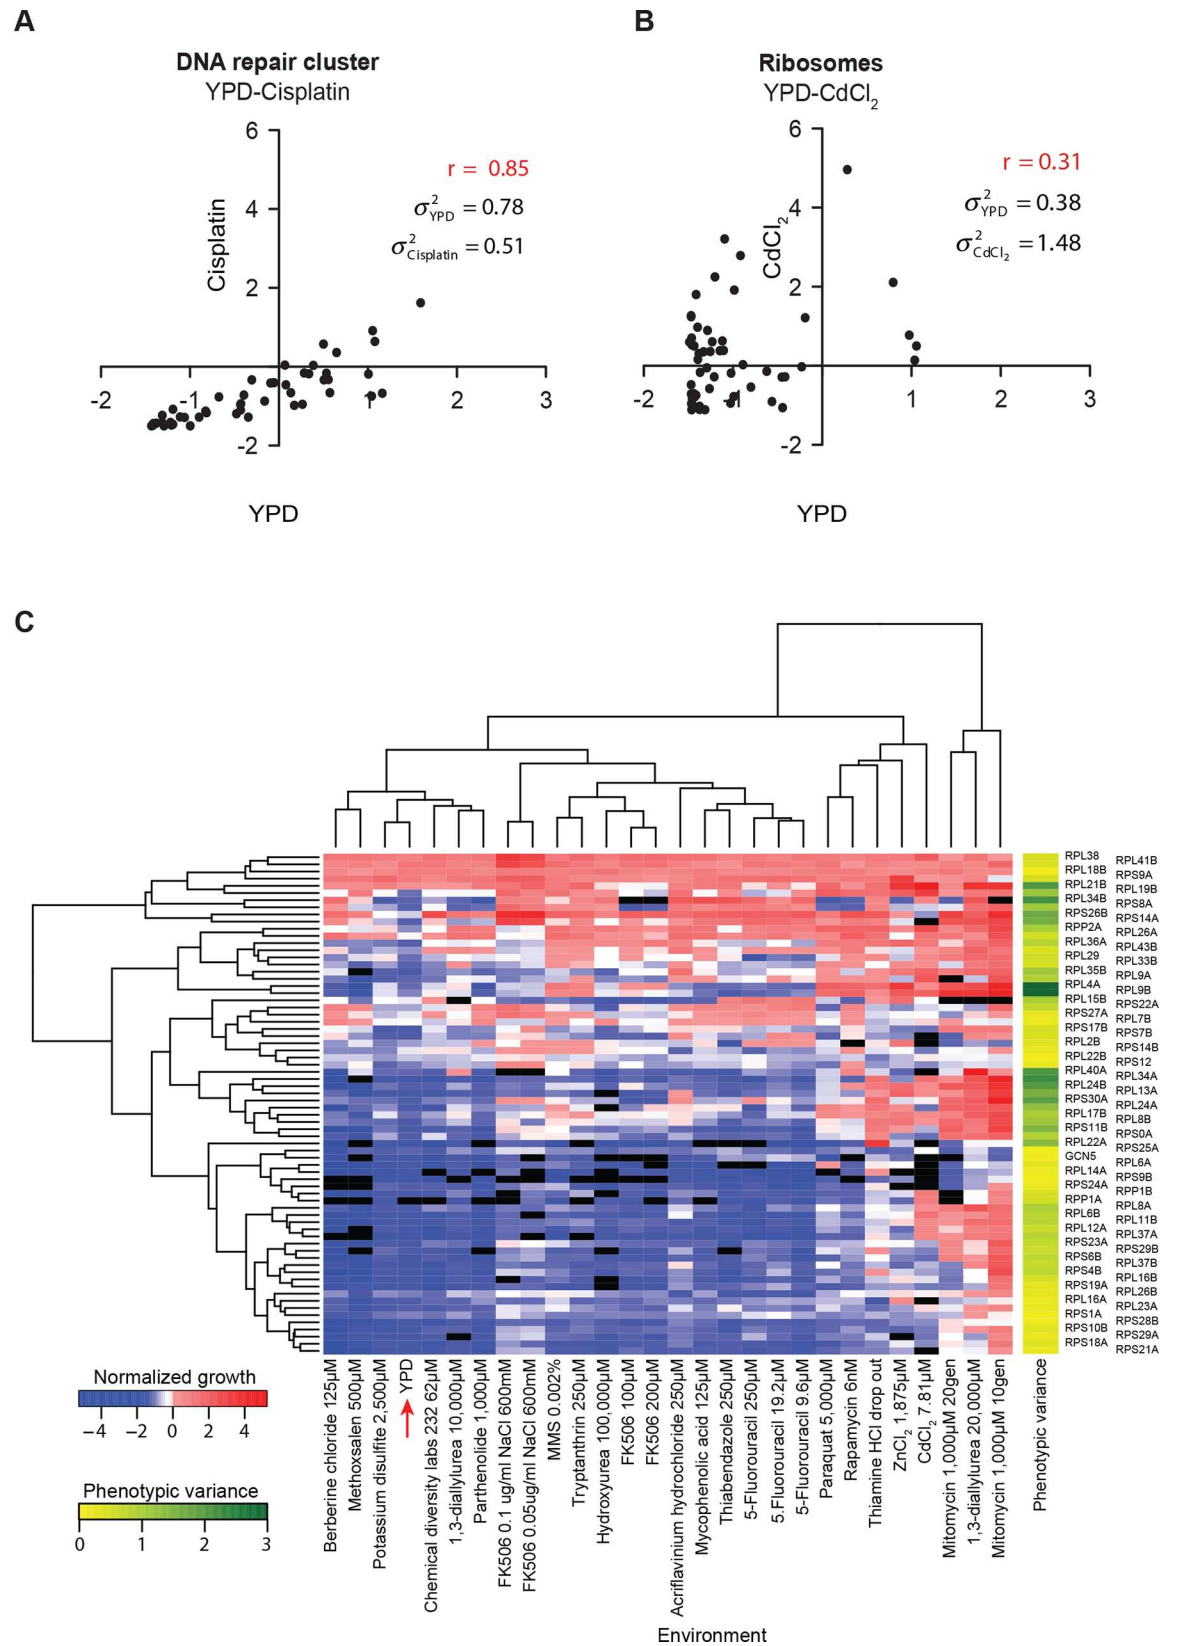 A
DNA repair cluster
YPD-Cisplatin
6
4
2
-2
-2
-1
1
2
3
Cisplatin
r = 0.85
σ²YPD = 0.78
σ²Cisplatin = 0.51
YPD
B
Ribosomes
YPD-CdCl₂
6
4
2
-2
-2
-1
1
2
3
CdCl₂
r = 0.31
σ²YPD = 0.38
σ²CdCl₂ = 1.48
YPD
C
RPL38
RPL41B
RPL18B
RPS9A
RPL21B
RPL19B
RPL34B
RPS8A
RPS26B
RPS14A
RPP2A
RPL26A
RPL36A
RPL43B
RPL29
RPL33B
RPL35B
RPL9A
RPL4A
RPL9B
RPL15B
RPS22A
RPS27A
RPL7B
RPS17B
RPS7B
RPL2B
RPS14B
RPL22B
RPS12
RPL40A
RPL34A
RPL24B
RPL13A
RPS30A
RPL24A
RPL17B
RPL8B
RPS11B
RPS0A
RPL22A
RPS25A
GCN5
RPL6A
RPL14A
RPS9B
RPS24A
RPP1B
RPP1A
RPL8A
RPL6B
RPL11B
RPL12A
RPL37A
RPS23A
RPS29B
RPS6B
RPL37B
RPS4B
RPL16B
RPS19A
RPL26B
RPL16A
RPL23A
RPS1A
RPS28B
RPS10B
RPS29A
RPS18A
RPS21A
Normalized growth
−4 −2 0 2 4
Phenotypic variance
0 1 2 3
Berberine chloride 125µM
Methoxsalen 500µM
Potassium disulfite 2,500µM
YPD
Chemical diversity labs 232 62µM
1,3-diallylurea 10,000µM
Parthenolide 1,000µM
FK506 0.1 ug/ml NaCl 600mM
FK506 0.05ug/ml NaCl 600mM
MMS 0.002%
Tryptanthrin 250µM
Hydroxyurea 100,000µM
FK506 100µM
FK506 200µM
Acriflavinium hydrochloride 250µM
Mycophenolic acid 125µM
Thiabendazole 250µM
5-Fluorouracil 250µM
5.Fluorouracil 19.2µM
5-Fluorouracil 9.6µM
Paraquat 5,000µM
Rapamycin 6nM
Thiamine HCl drop out
ZnCl₂ 1,875µM
CdCl₂ 7.81µM
Mitomycin 1,000µM 20gen
1,3-diallylurea 20,000µM
Mitomycin 1,000µM 10gen
Phenotypic variance
Environment